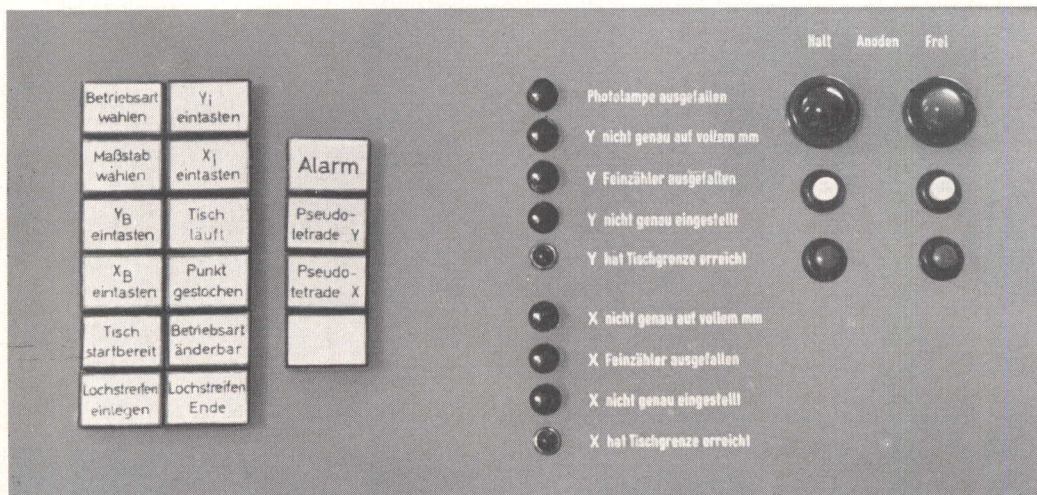 Betriebsart
wählen
Yi
eintasten
Maßstab
wählen
Xi
eintasten
YB
eintasten
Tisch
läuft
XB
eintasten
Punkt
gestochen
Tisch
startbereit
Betriebsart
änderbar
Lochstreifen
einlegen
Lochstreifen
Ende
Alarm
Pseudo-
tetrade Y
Pseudo-
tetrade X
Photolampe ausgefallen
Y nicht genau auf vollem mm
Y Feinzähler ausgefallen
Y nicht genau eingestellt
Y hat Tischgrenze erreicht
X nicht genau auf vollem mm
X Feinzähler ausgefallen
X nicht genau eingestellt
X hat Tischgrenze erreicht
Halt Anoden Frei